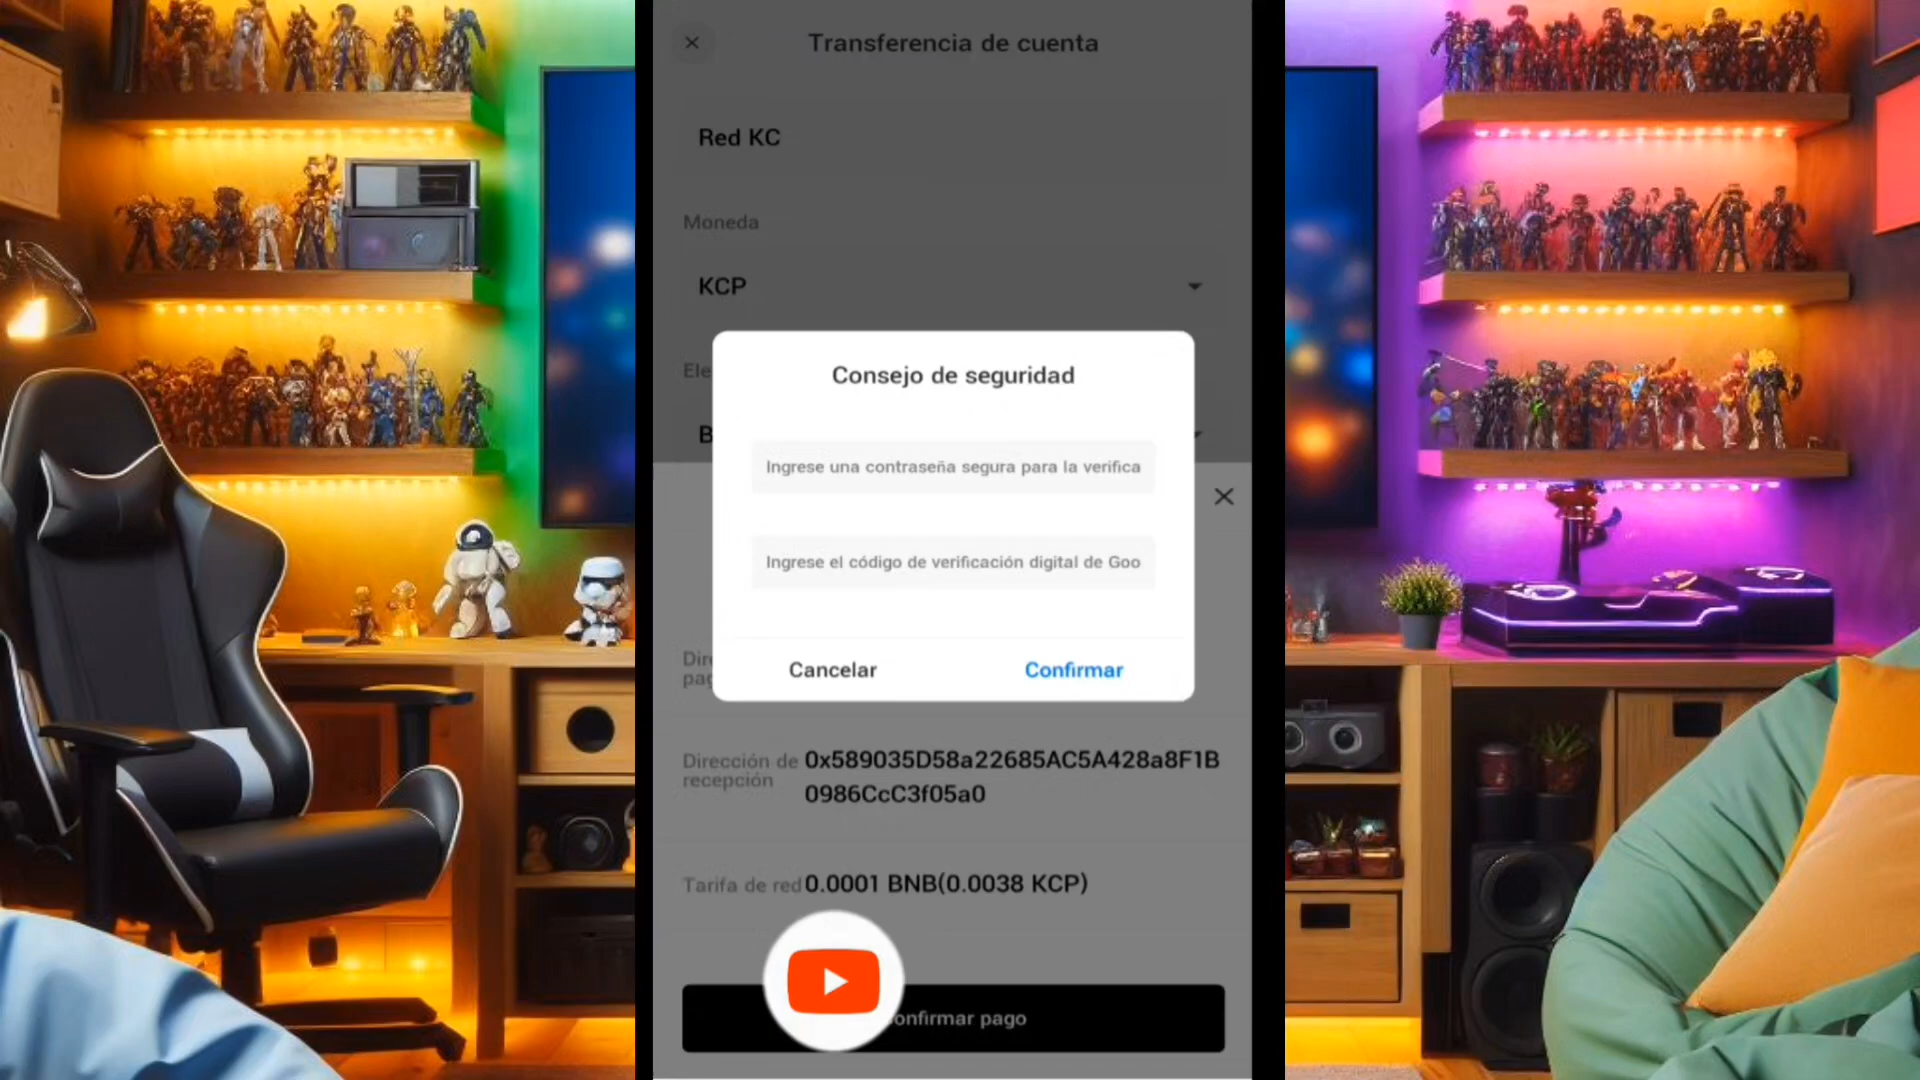 Transferencia de cuenta
Red KC
Moneda
KCP
Ele
B
Consejo de seguridad
Ingrese una contraseña segura para la verifica
Ingrese el código de verificación digital de Goo
Cancelar
Confirmar
Dirección de
recepción
0x589035D58a22685AC5A428a8F1B
0986CcC3f05a0
Tarifa de red
0.0001 BNB(0.0038 KCP)
onfirmar pago